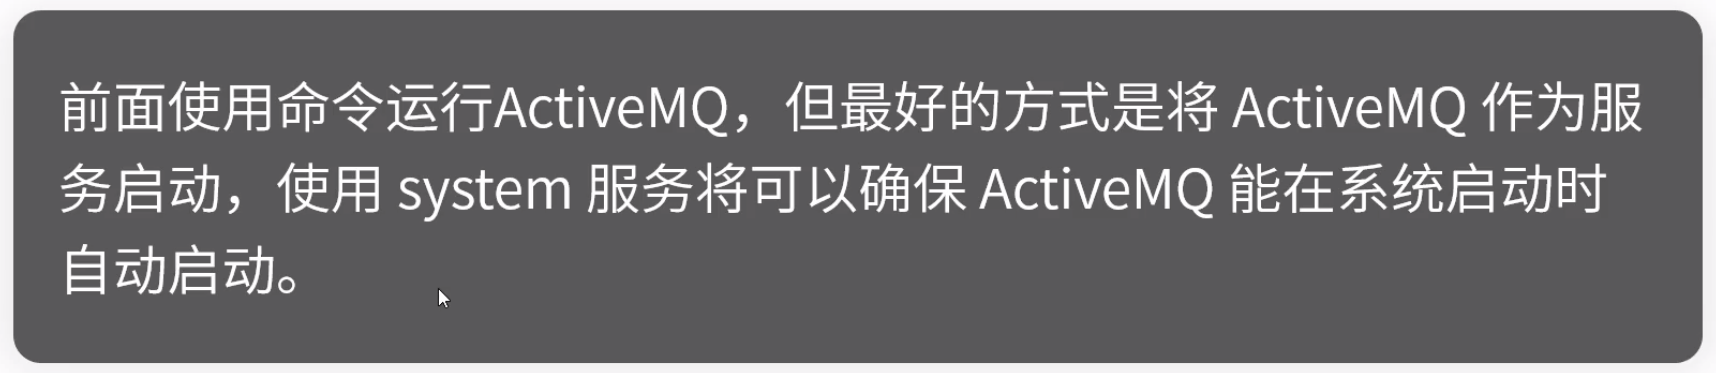 前面使用命令运行ActiveMQ，但最好的方式是将 ActiveMQ 作为服
务启动，使用 system 服务将可以确保 ActiveMQ 能在系统启动时
自动启动。